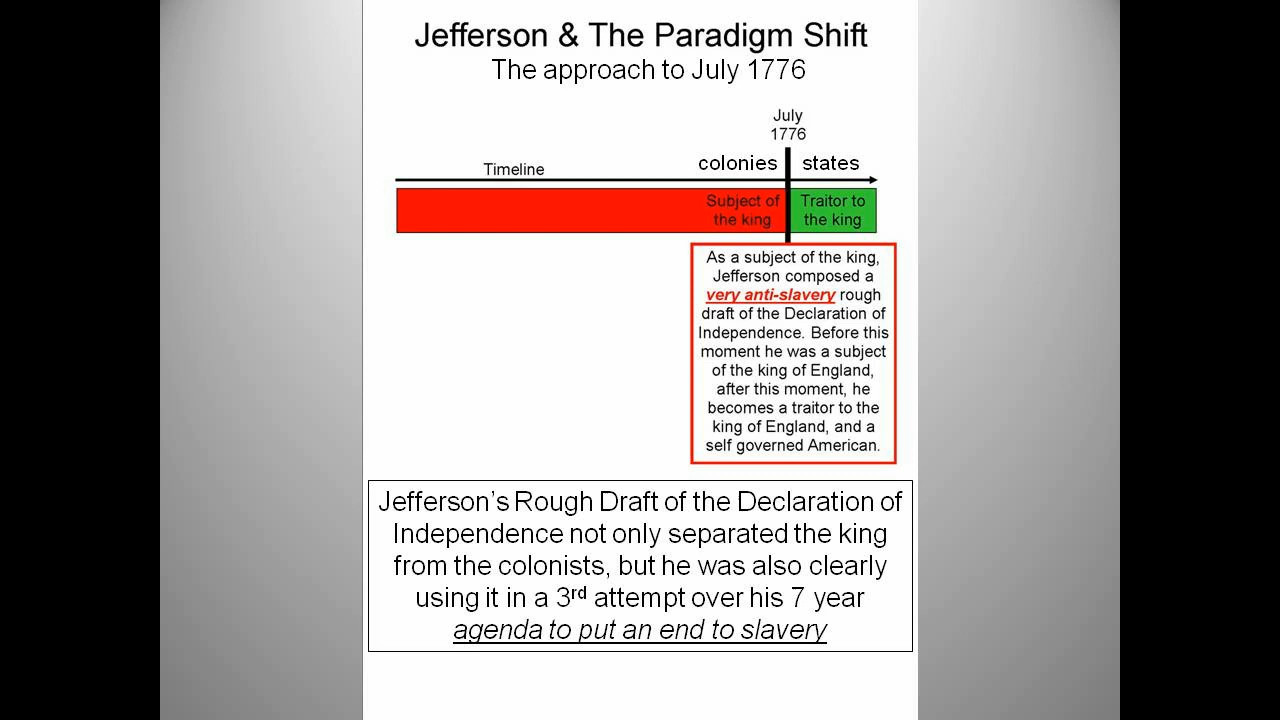 Jefferson & The Paradigm Shift
The approach to July 1776
July
1776
Timeline
colonies
states
Subject of
the king
Traitor to
the king
As a subject of the king,
Jefferson composed a
very anti-slavery rough
draft of the Declaration of
Independence. Before this
moment he was a subject
of the king of England,
after this moment, he
becomes a traitor to the
king of England, and a
self governed American.
Jefferson’s Rough Draft of the Declaration of
Independence not only separated the king
from the colonists, but he was also clearly
using it in a 3rd attempt over his 7 year
agenda to put an end to slavery